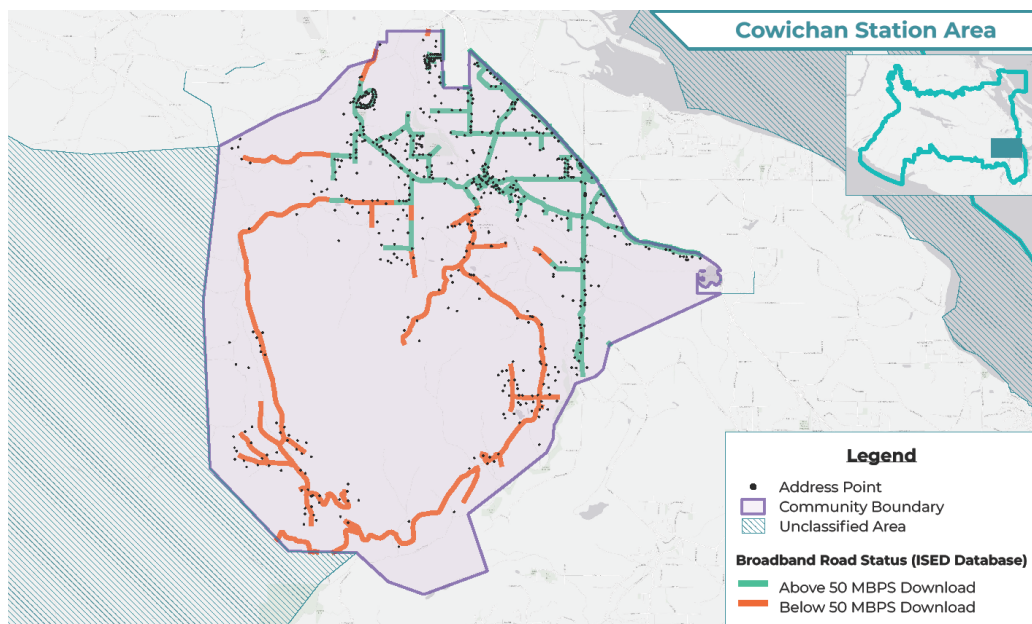 Cowichan Station Area
Legend
Address Point
Community Boundary
Unclassified Area
Broadband Road Status (ISED Database)
Above 50 MBPS Download
Below 50 MBPS Download